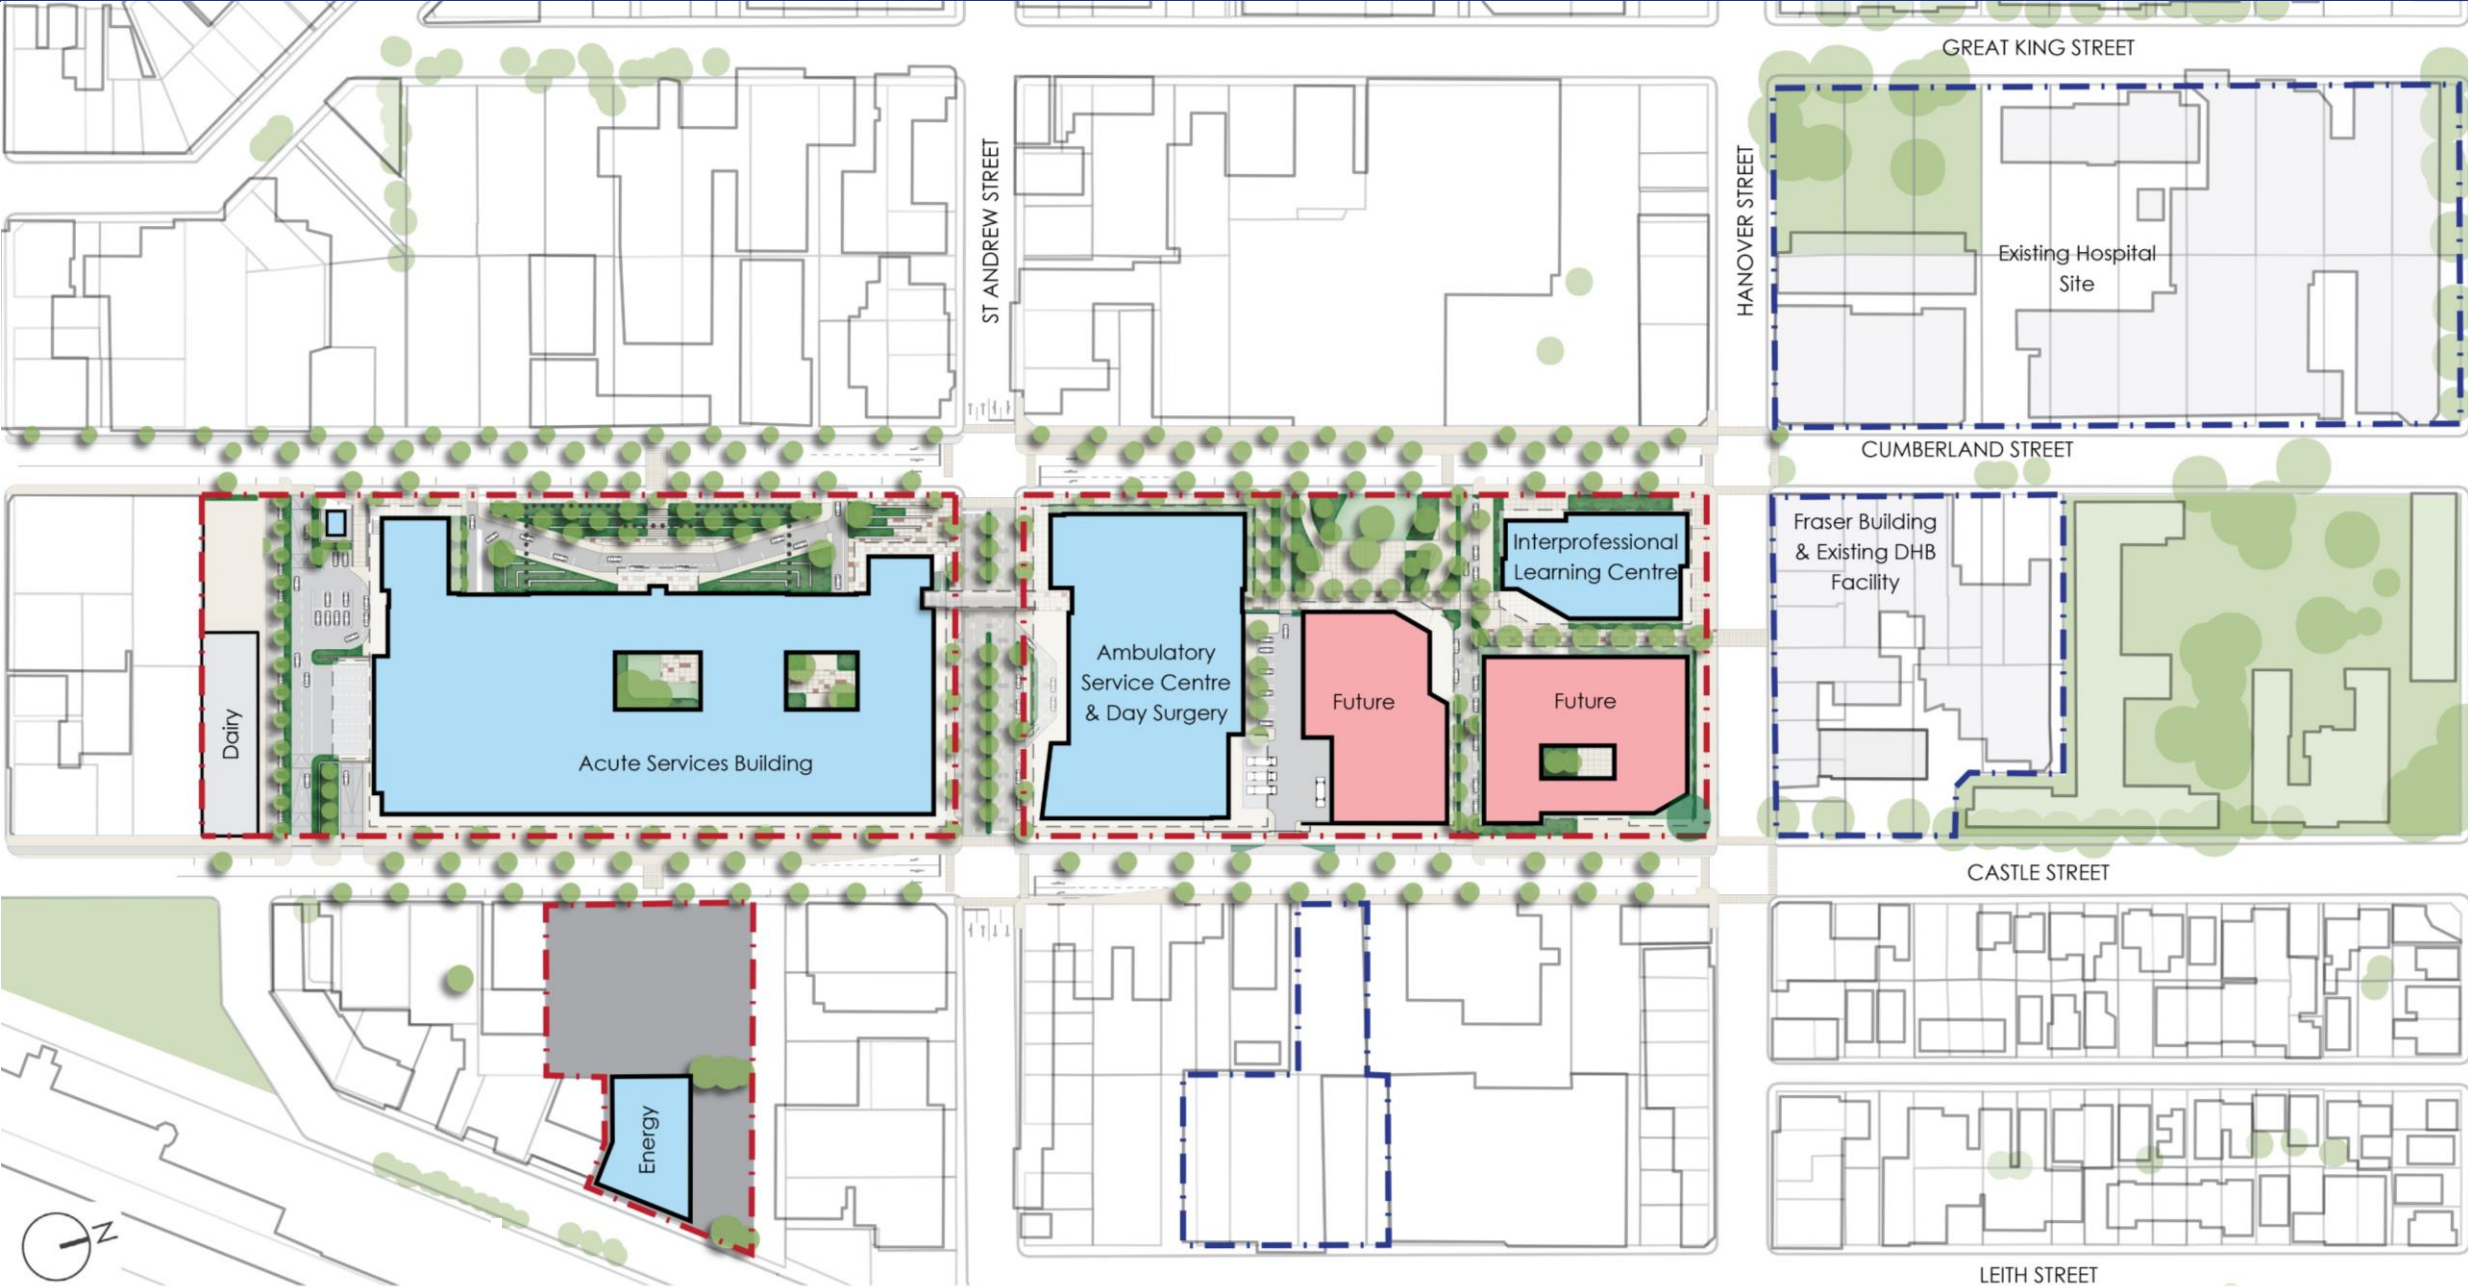 GREAT KING STREET
ST ANDREW STREET
HANOVER STREET
Existing Hospital
Site
CUMBERLAND STREET
Fraser Building
& Existing DHB
Facility
Interprofessional
Learning Centre
Ambulatory
Service Centre
& Day Surgery
Future
Future
Dairy
Acute Services Building
CASTLE STREET
Energy
N
LEITH STREET